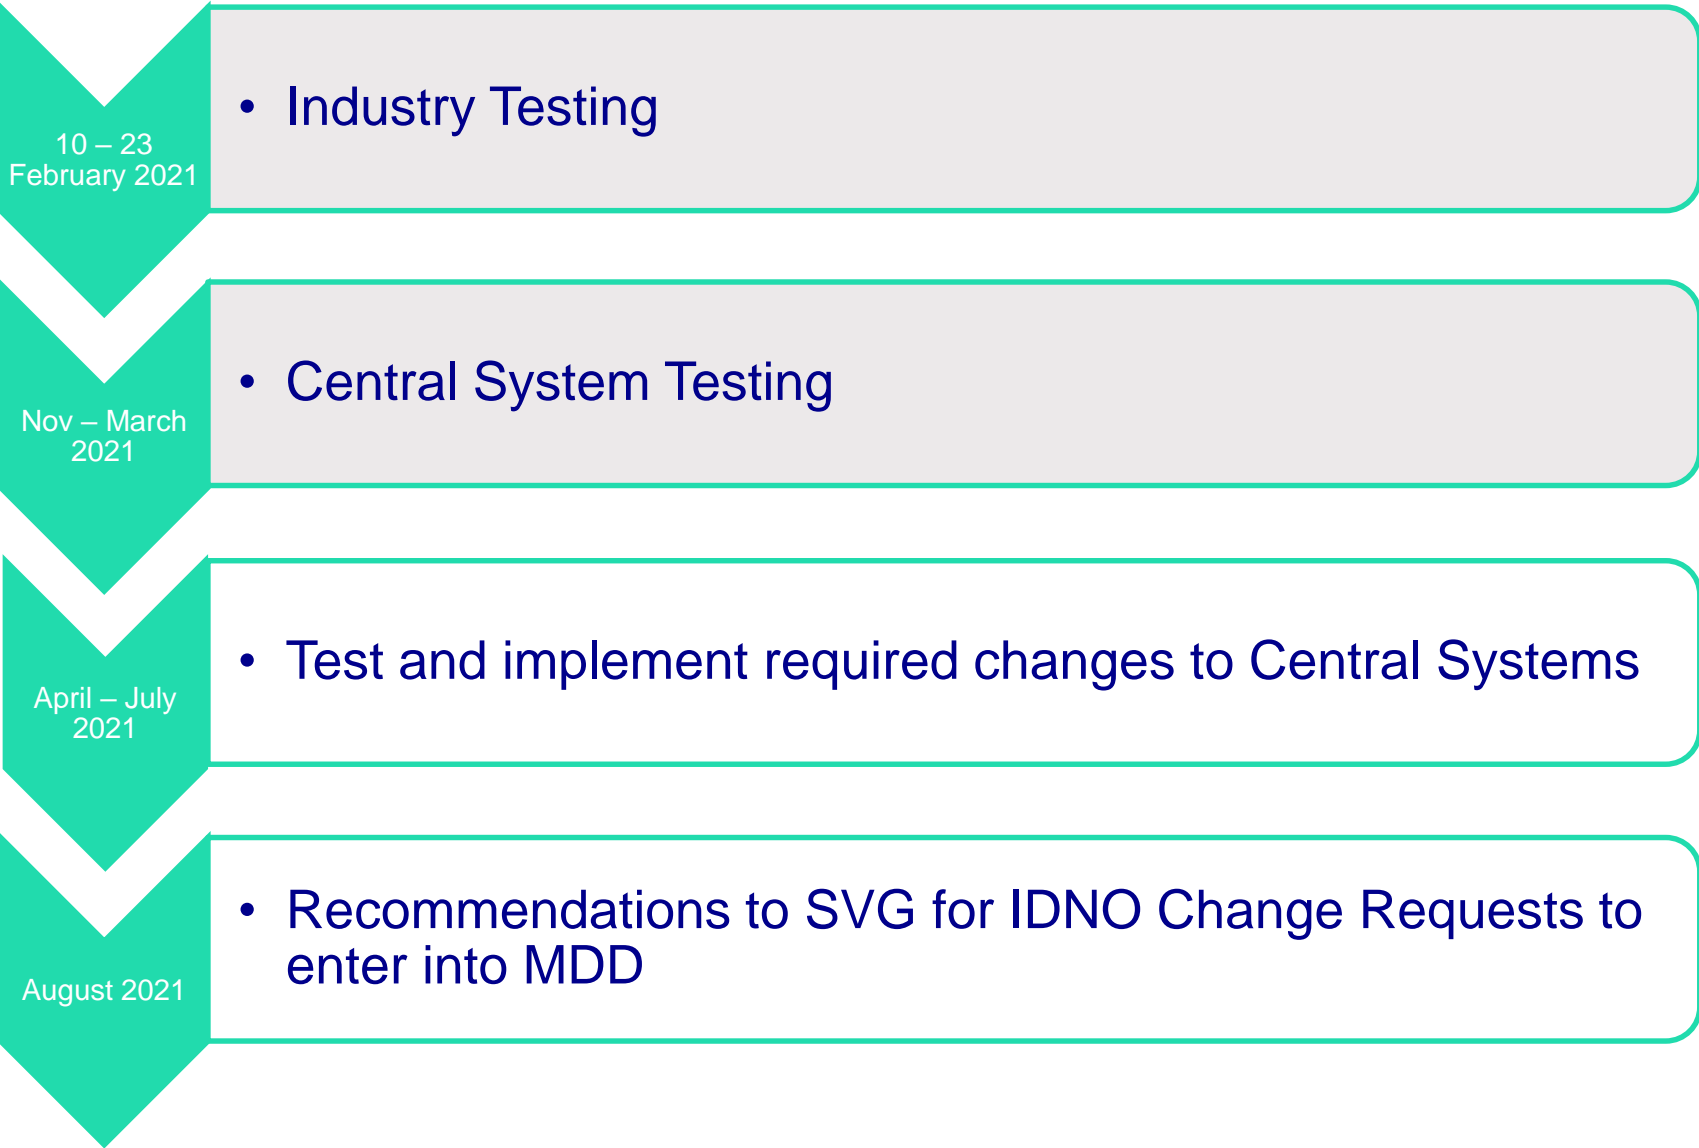 10 – 23
February 2021
• Industry Testing
Nov – March
2021
• Central System Testing
April – July
2021
• Test and implement required changes to Central Systems
August 2021
• Recommendations to SVG for IDNO Change Requests to
enter into MDD